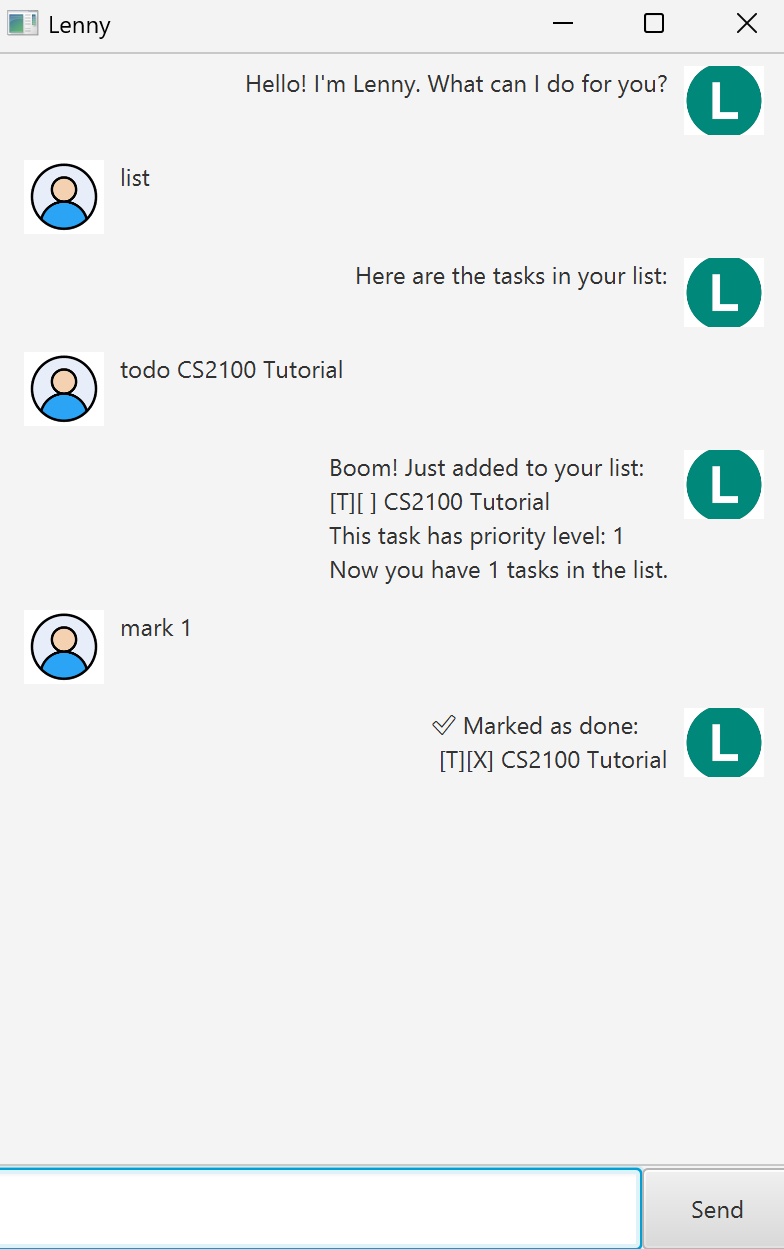 Lenny
Hello! I'm Lenny. What can I do for you?
L
list
Here are the tasks in your list:
L
todo CS2100 Tutorial
Boom! Just added to your list:
L
[T][ ] CS2100 Tutorial
This task has priority level: 1
Now you have 1 tasks in the list.
mark 1
✅ Marked as done:
L
[T][X] CS2100 Tutorial
Send